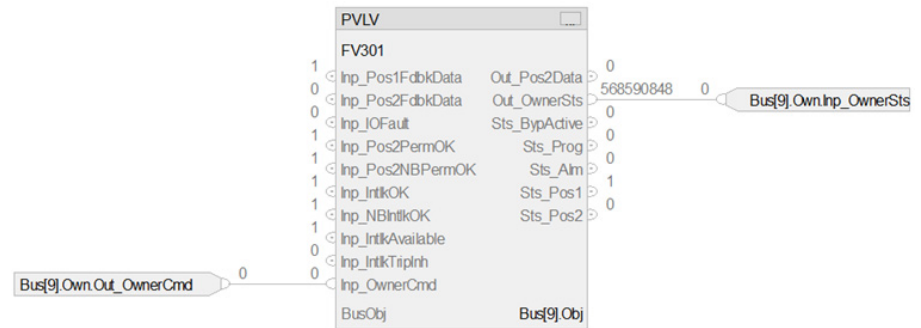 PVLV ...
FV301
1 Inp_Pos1FdbkData Out_Pos2Data 0
0 Inp_Pos2FdbkData Out_OwnerSts 568590848 0 Bus[9].Own.Inp_OwnerSts
0 Inp_IOFault Sts_BypActive 0
1 Inp_Pos2PermOK Sts_Prog 0
1 Inp_Pos2NBPermOK Sts_Alm 0
1 Inp_IntlkOK Sts_Pos1 1
1 Inp_NBIntlkOK Sts_Pos2 0
1 Inp_IntlkAvailable
0 Inp_IntlkTripInh
Bus[9].Own.Out_OwnerCmd 0 0 Inp_OwnerCmd
BusObj Bus[9].Obj